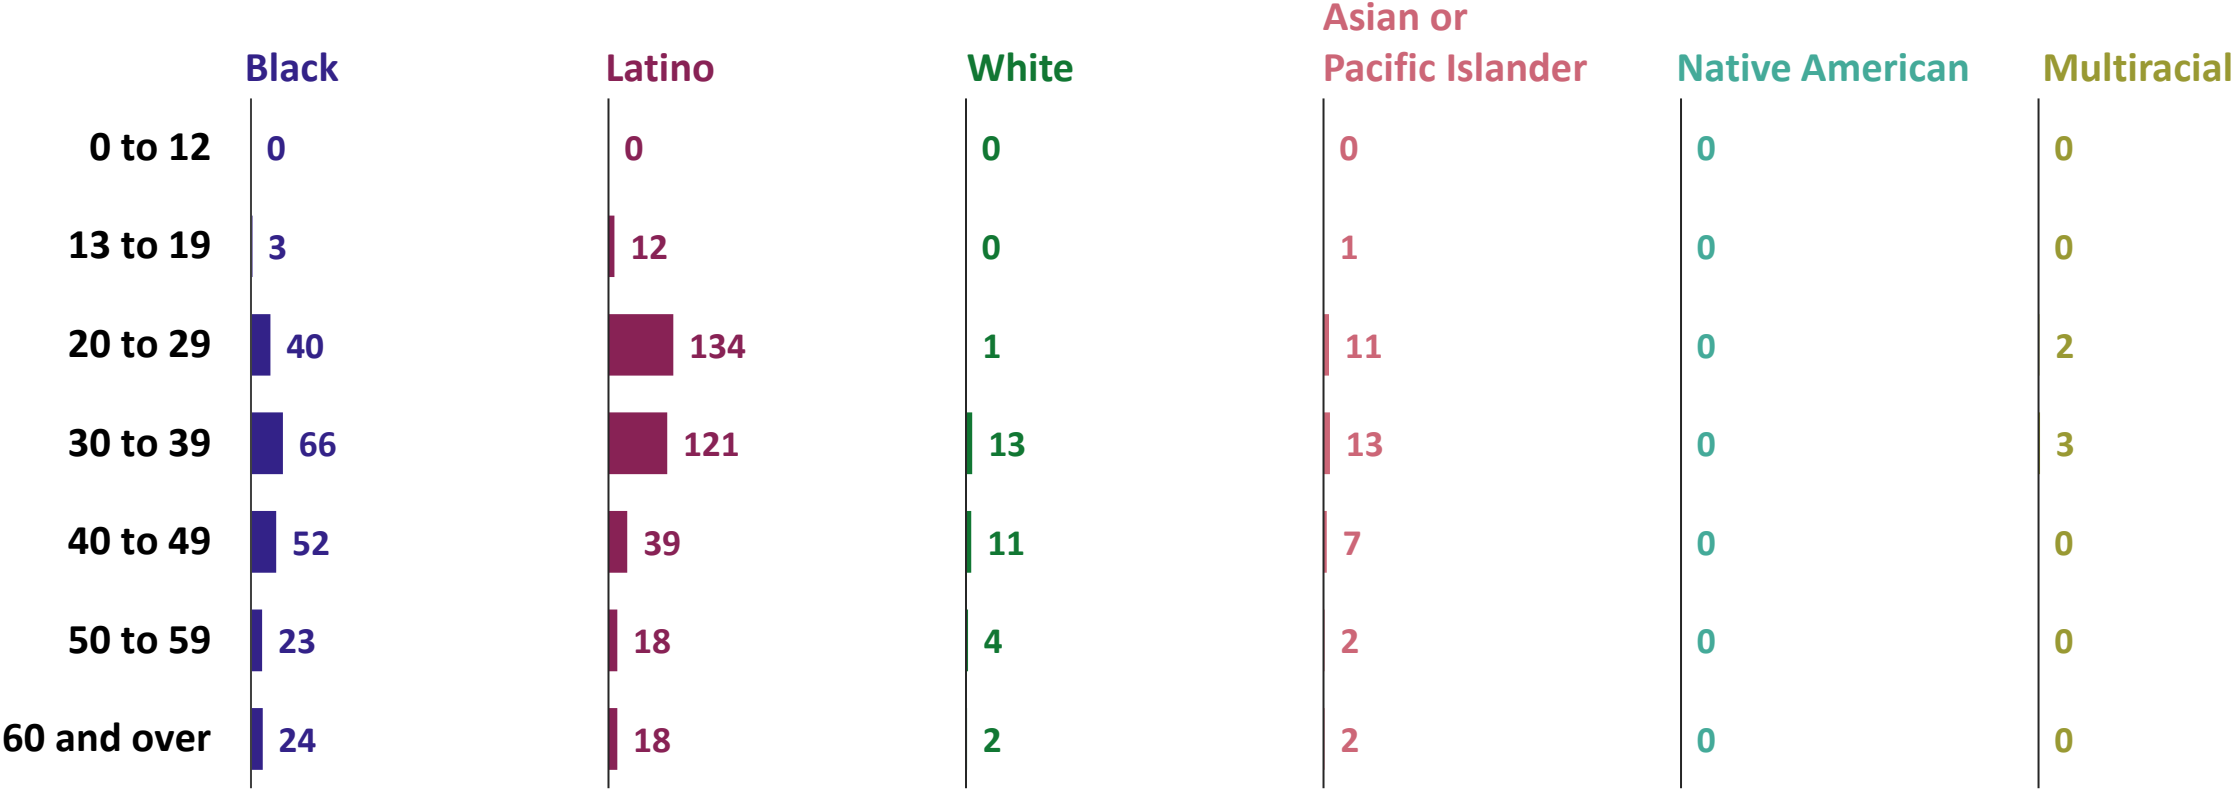 Asian or
Black Latino White Pacific Islander Native American Multiracial
0 to 12 0 0 0 0 0 0
13 to 19 3 12 0 1 0 0
20 to 29 40 134 1 11 0 2
30 to 39 66 121 13 13 0 3
40 to 49 52 39 11 7 0 0
50 to 59 23 18 4 2 0 0
60 and over 24 18 2 2 0 0